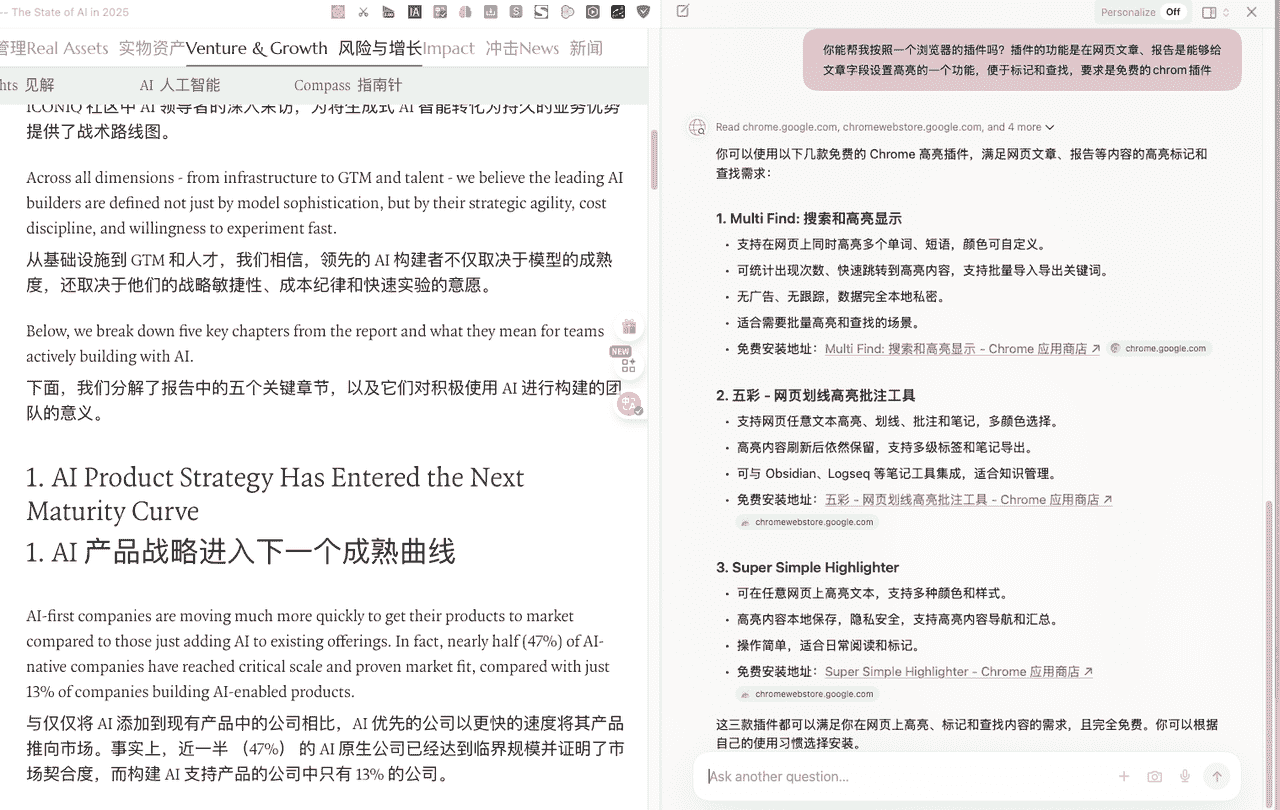 -- The State of AI in 2025
管理Real Assets 实物资产Venture & Growth 风险与增长Impact 冲击News 新闻
hts 见解 AI 人工智能 Compass 指南针
ICONIQ 社区中 AI 领导者的深入采访，为将生成式 AI 智能转化为持久的业务优势
提供了战术路线图。
Across all dimensions - from infrastructure to GTM and talent - we believe the leading AI
builders are defined not just by model sophistication, but by their strategic agility, cost
discipline, and willingness to experiment fast.
从基础设施到 GTM 和人才，我们相信，领先的 AI 构建者不仅取决于模型的成熟
度，还取决于他们的战略敏捷性、成本纪律和快速实验的意愿。
Below, we break down five key chapters from the report and what they mean for teams
actively building with AI.
下面，我们分解了报告中的五个关键章节，以及它们对积极使用 AI 进行构建的团
队的意义。
NEW
1. AI Product Strategy Has Entered the Next
Maturity Curve
1. AI 产品战略进入下一个成熟曲线
AI-first companies are moving much more quickly to get their products to market
compared to those just adding AI to existing offerings. In fact, nearly half (47%) of AI-
native companies have reached critical scale and proven market fit, compared with just
13% of companies building AI-enabled products.
与仅仅将 AI 添加到现有产品中的公司相比，AI 优先的公司以更快的速度将其产品
推向市场。事实上，近一半 （47%） 的 AI 原生公司已经达到临界规模并证明了市
场契合度，而构建 AI 支持产品的公司中只有 13% 的公司。
Personalize Off
你能帮我按照一个浏览器的插件吗？插件的功能是在网页文章、报告是能够给
文章字段设置高亮的一个功能，便于标记和查找，要求是免费的chrom插件
Read chrome.google.com, chromewebstore.google.com, and 4 more
你可以使用以下几款免费的 Chrome 高亮插件，满足网页文章、报告等内容的高亮标记和
查找需求：
1. Multi Find: 搜索和高亮显示
• 支持在网页上同时高亮多个单词、短语，颜色可自定义。
• 可统计出现次数、快速跳转到高亮内容，支持批量导入导出关键词。
• 无广告、无跟踪，数据完全本地私密。
• 适合需要批量高亮和查找的场景。
• 免费安装地址：Multi Find: 搜索和高亮显示 - Chrome 应用商店 ↗ chrome.google.com
2. 五彩 - 网页划线高亮批注工具
• 支持网页任意文本高亮、划线、批注和笔记，多颜色选择。
• 高亮内容刷新后依然保留，支持多级标签和笔记导出。
• 可与 Obsidian、Logseq 等笔记工具集成，适合知识管理。
• 免费安装地址：五彩 - 网页划线高亮批注工具 - Chrome 应用商店 ↗
chromewebstore.google.com
3. Super Simple Highlighter
• 可在任意网页上高亮文本，支持多种颜色和样式。
• 高亮内容本地保存，隐私安全，支持高亮内容导航和汇总。
• 操作简单，适合日常阅读和标记。
• 免费安装地址：Super Simple Highlighter - Chrome 应用商店 ↗
chromewebstore.google.com
这三款插件都可以满足你在网页上高亮、标记和查找内容的需求，且完全免费。你可以根据
自己的使用习惯选择安装。
Ask another question...